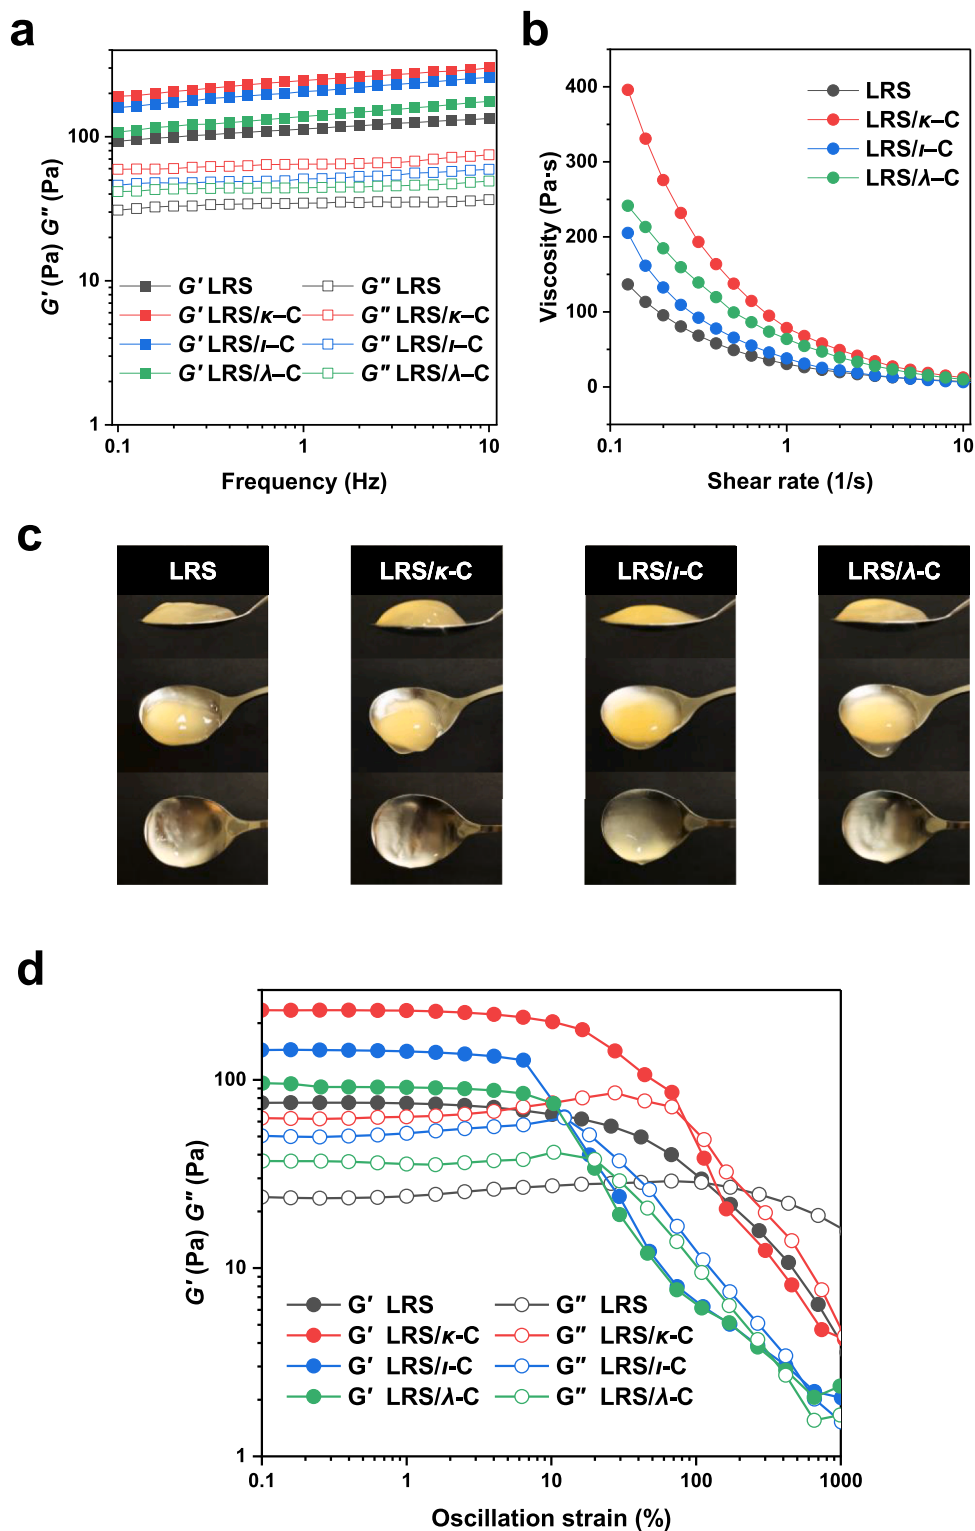 a
G′ (Pa) G″ (Pa)
100
10
1
0.1
1
10
Frequency (Hz)
G′ LRS
G″ LRS
G′ LRS/κ–C
G″ LRS/κ–C
G′ LRS/ι–C
G″ LRS/ι–C
G′ LRS/λ–C
G″ LRS/λ–C
b
Viscosity (Pa·s)
400
300
200
100
0
0.1
1
10
Shear rate (1/s)
LRS
LRS/κ–C
LRS/ι–C
LRS/λ–C
c
LRS
LRS/κ-C
LRS/ι-C
LRS/λ-C
d
G′ (Pa) G″ (Pa)
100
10
1
0.1
1
10
100
1000
Oscillation strain (%)
G′ LRS
G″ LRS
G′ LRS/κ-C
G″ LRS/κ-C
G′ LRS/ι-C
G″ LRS/ι-C
G′ LRS/λ-C
G″ LRS/λ-C